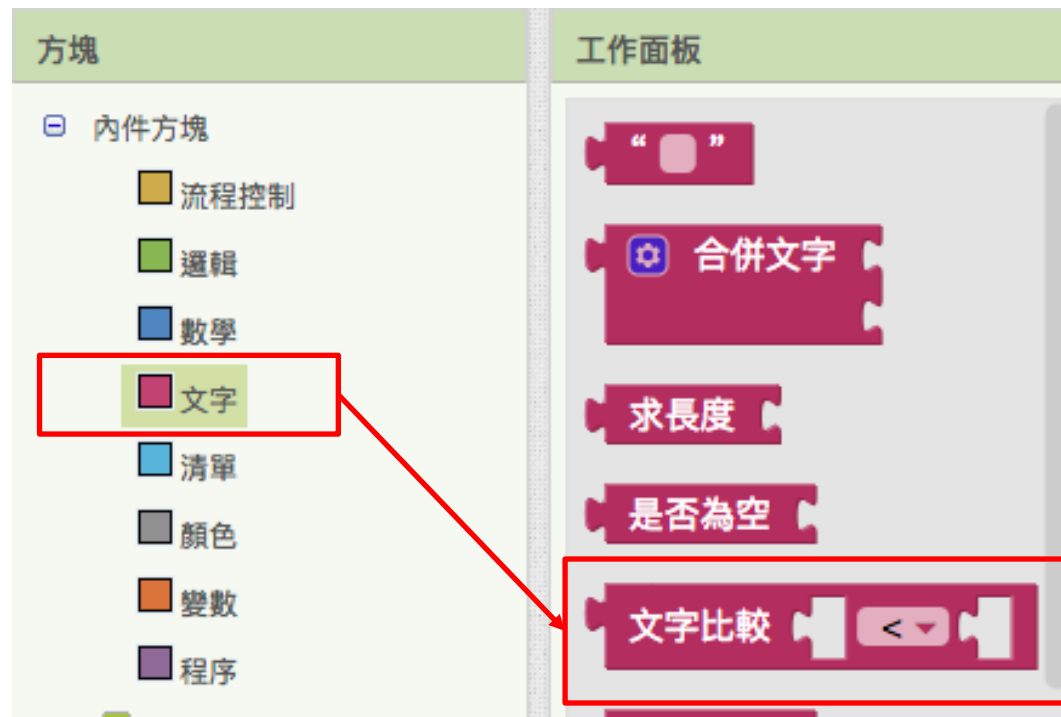 方塊
內件方塊
流程控制
邏輯
數學
文字
清單
顏色
變數
程序
工作面板
“ ”
合併文字
求長度
是否為空
文字比較 <